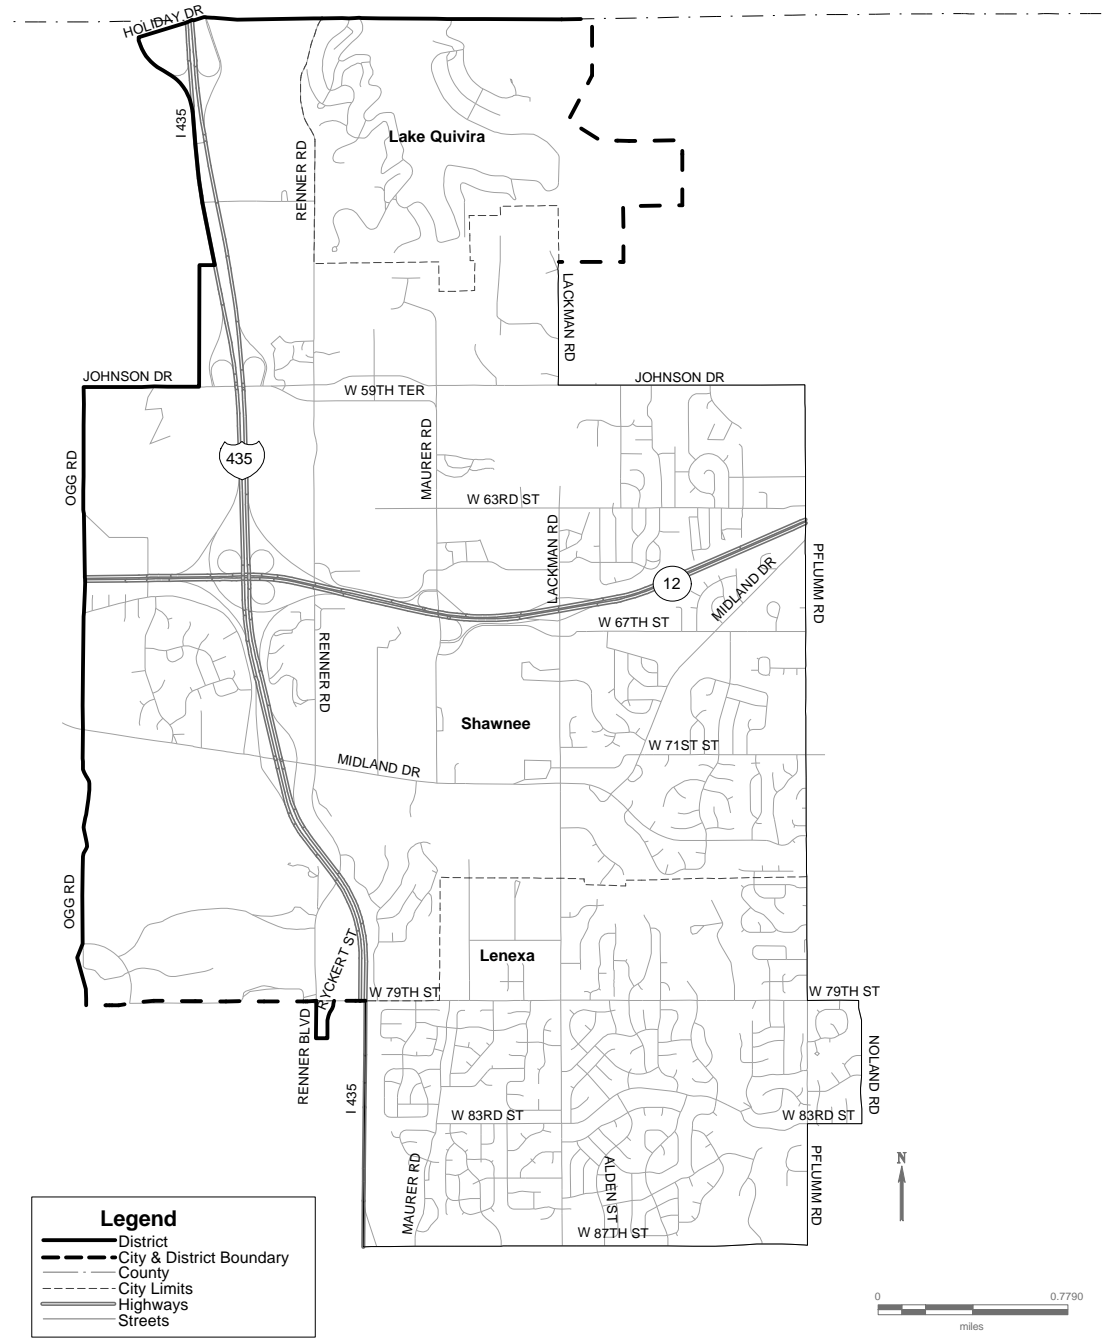 HOLIDAY DR
I 435
RENNER RD
Lake Quivira
LACKMAN RD
JOHNSON DR
JOHNSON DR
W 59TH TER
MAURER RD
OGG RD
435
W 63RD ST
LACKMAN RD
PFLUMM RD
12
MIDLAND DR
W 67TH ST
RENNER RD
Shawnee
W 71ST ST
MIDLAND DR
OGG RD
RYCKERT ST
Lenexa
W 79TH ST
W 79TH ST
RENNER BLVD
NOLAND RD
I 435
W 83RD ST
W 83RD ST
MAURER RD
ALDEN ST
PFLUMM RD
N
W 87TH ST
Legend
District
City & District Boundary
County
City Limits
Highways
Streets
0 0.7790
miles